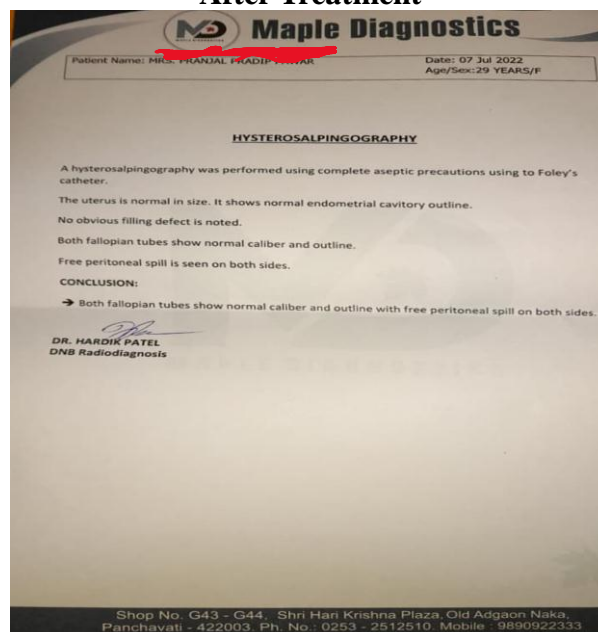 After Treatment
MD Maple Diagnostics
Patient Name: MRS. PRANJAL PRADIP
Date: 07 Jul 2022
Age/Sex:29 YEARS/F
HYSTEROSALPINGOGRAPHY
A hysterosalpingography was performed using complete aseptic precautions using to Foley's
catheter.
The uterus is normal in size. It shows normal endometrial cavitory outline.
No obvious filling defect is noted.
Both fallopian tubes show normal caliber and outline.
Free peritoneal spill is seen on both sides.
CONCLUSION:
➔ Both fallopian tubes show normal caliber and outline with free peritoneal spill on both sides.
DR. HARDIK PATEL
DNB Radiodiagnosis
Shop No. G43 - G44, Shri Hari Krishna Plaza, Old Adgaon Naka,
Panchavati - 422003. Ph. No.: 0253 - 2512510. Mobile : 9890922333